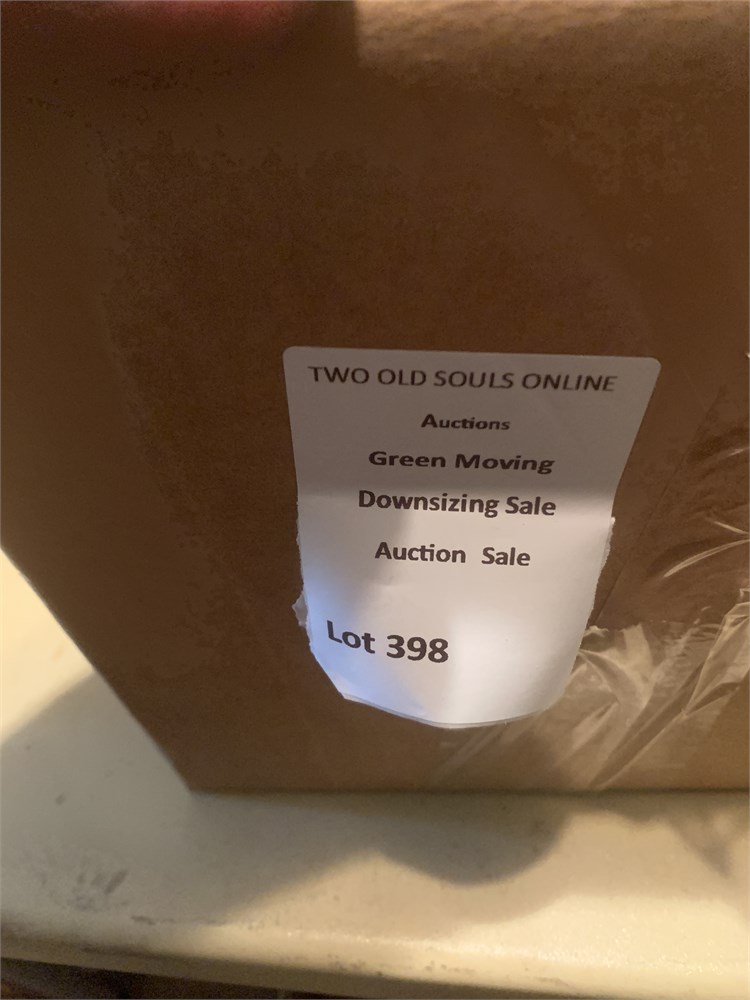 TWO OLD SOULS ONLINE
Auctions
Green Moving
Downsizing Sale
Auction Sale
Lot 398